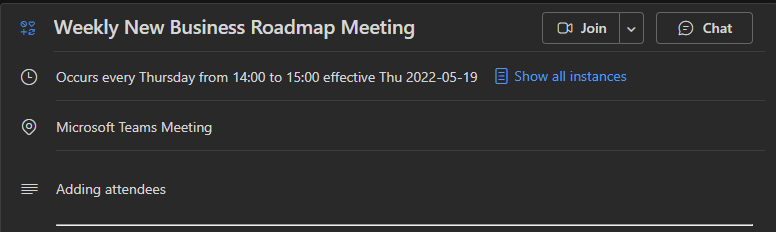 Weekly New Business Roadmap Meeting
Join
Chat
Occurs every Thursday from 14:00 to 15:00 effective Thu 2022-05-19
Show all instances
Microsoft Teams Meeting
Adding attendees